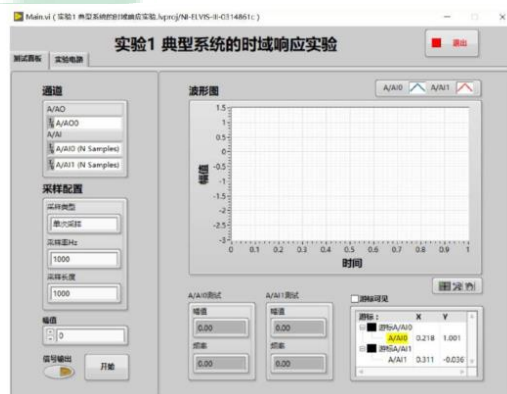 Main.vi (实验1 典型系统的时域响应实验.lvproj/NI-ELVIS-III-0314861c)
实验1 典型系统的时域响应实验
退出
测试面板 实验电路
通道
A/AO
A/AO0
A/AI
A/AI0 (N Samples)
A/AI1 (N Samples)
采样配置
采样类型
单次采样
采样率Hz
1000
采样长度
1000
幅值
0
信号输出
开始
波形图
A/AI0 A/AI1
1.5
1
0.5
0
-0.5
-1
-1.5
-2
-2.5
-3
幅值
0 0.1 0.2 0.3 0.4 0.5 0.6 0.7 0.8 0.9 1
时间
A/AI0测试
幅值
0.00
频率
0.00
A/AI1测试
幅值
0.00
频率
0.00
游标可见
游标: X Y
游标A/AI0
A/AI0 0.218 1.001
游标A/AI1
A/AI1 0.311 -0.036